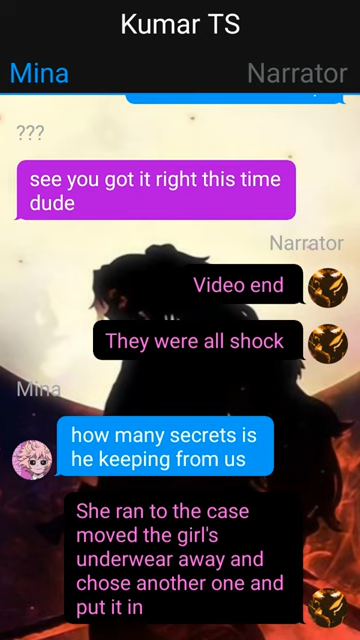 Kumar TS
Mina
Narrator
???
see you got it right this time
dude
Narrator
Video end
They were all shock
Mina
how many secrets is
he keeping from us
She ran to the case
moved the girl's
underwear away and
chose another one and
put it in